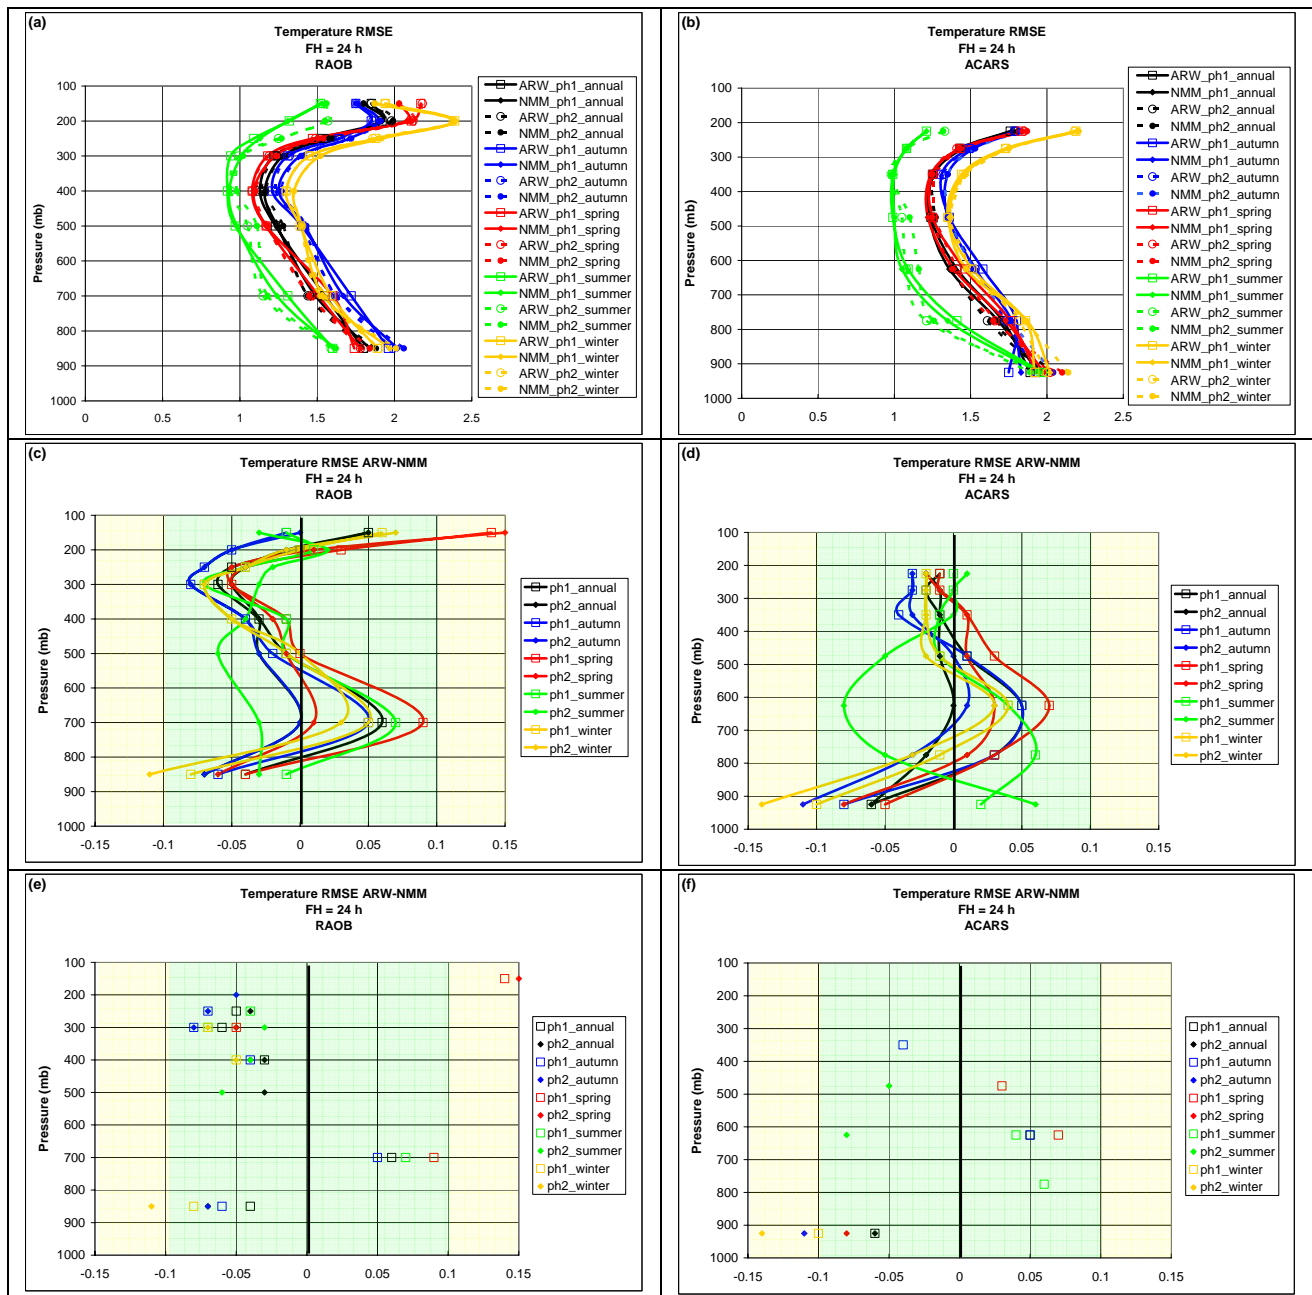 (a)
Temperature RMSE
FH = 24 h
RAOB
Pressure (mb)
100
200
300
400
500
600
700
800
900
1000
0
0.5
1
1.5
2
2.5
ARW_ph1_annual
NMM_ph1_annual
ARW_ph2_annual
NMM_ph2_annual
ARW_ph1_autumn
NMM_ph1_autumn
ARW_ph2_autumn
NMM_ph2_autumn
ARW_ph1_spring
NMM_ph1_spring
ARW_ph2_spring
NMM_ph2_spring
ARW_ph1_summer
NMM_ph1_summer
ARW_ph2_summer
NMM_ph2_summer
ARW_ph1_winter
NMM_ph1_winter
ARW_ph2_winter
NMM_ph2_winter
(b)
Temperature RMSE
FH = 24 h
ACARS
Pressure (mb)
100
200
300
400
500
600
700
800
900
1000
0
0.5
1
1.5
2
2.5
ARW_ph1_annual
NMM_ph1_annual
ARW_ph2_annual
NMM_ph2_annual
ARW_ph1_autumn
NMM_ph1_autumn
ARW_ph2_autumn
NMM_ph2_autumn
ARW_ph1_spring
NMM_ph1_spring
ARW_ph2_spring
NMM_ph2_spring
ARW_ph1_summer
NMM_ph1_summer
ARW_ph2_summer
NMM_ph2_summer
ARW_ph1_winter
NMM_ph1_winter
ARW_ph2_winter
NMM_ph2_winter
(c)
Temperature RMSE ARW-NMM
FH = 24 h
RAOB
Pressure (mb)
100
200
300
400
500
600
700
800
900
1000
-0.15
-0.1
-0.05
0
0.05
0.1
0.15
ph1_annual
ph2_annual
ph1_autumn
ph2_autumn
ph1_spring
ph2_spring
ph1_summer
ph2_summer
ph1_winter
ph2_winter
(d)
Temperature RMSE ARW-NMM
FH = 24 h
ACARS
Pressure (mb)
100
200
300
400
500
600
700
800
900
1000
-0.15
-0.1
-0.05
0
0.05
0.1
0.15
ph1_annual
ph2_annual
ph1_autumn
ph2_autumn
ph1_spring
ph2_spring
ph1_summer
ph2_summer
ph1_winter
ph2_winter
(e)
Temperature RMSE ARW-NMM
FH = 24 h
RAOB
Pressure (mb)
100
200
300
400
500
600
700
800
900
1000
-0.15
-0.1
-0.05
0
0.05
0.1
0.15
ph1_annual
ph2_annual
ph1_autumn
ph2_autumn
ph1_spring
ph2_spring
ph1_summer
ph2_summer
ph1_winter
ph2_winter
(f)
Temperature RMSE ARW-NMM
FH = 24 h
ACARS
Pressure (mb)
100
200
300
400
500
600
700
800
900
1000
-0.15
-0.1
-0.05
0
0.05
0.1
0.15
ph1_annual
ph2_annual
ph1_autumn
ph2_autumn
ph1_spring
ph2_spring
ph1_summer
ph2_summer
ph1_winter
ph2_winter